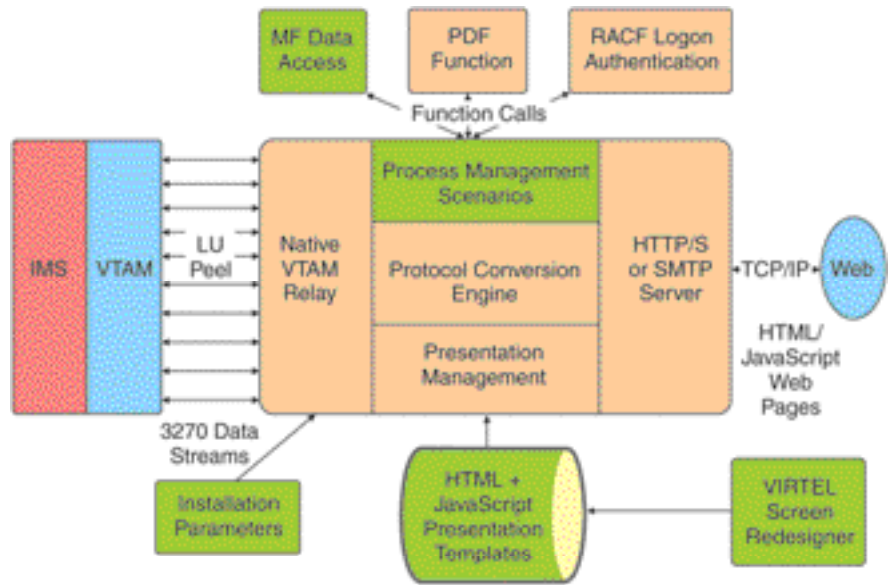 MF Data
Access
PDF
Function
RACF Logon
Authentication
Function Calls
IMS
VTAM
LU
Peel
Native
VTAM
Relay
Process Management
Scenarios
Protocol Conversion
Engine
Presentation
Management
HTTP/S
or SMTP
Server
TCP/IP
Web
HTML/
JavaScript
Web
Pages
3270 Data
Streams
Installation
Parameters
HTML +
JavaScript
Presentation
Templates
VIRTEL
Screen
Redesigner